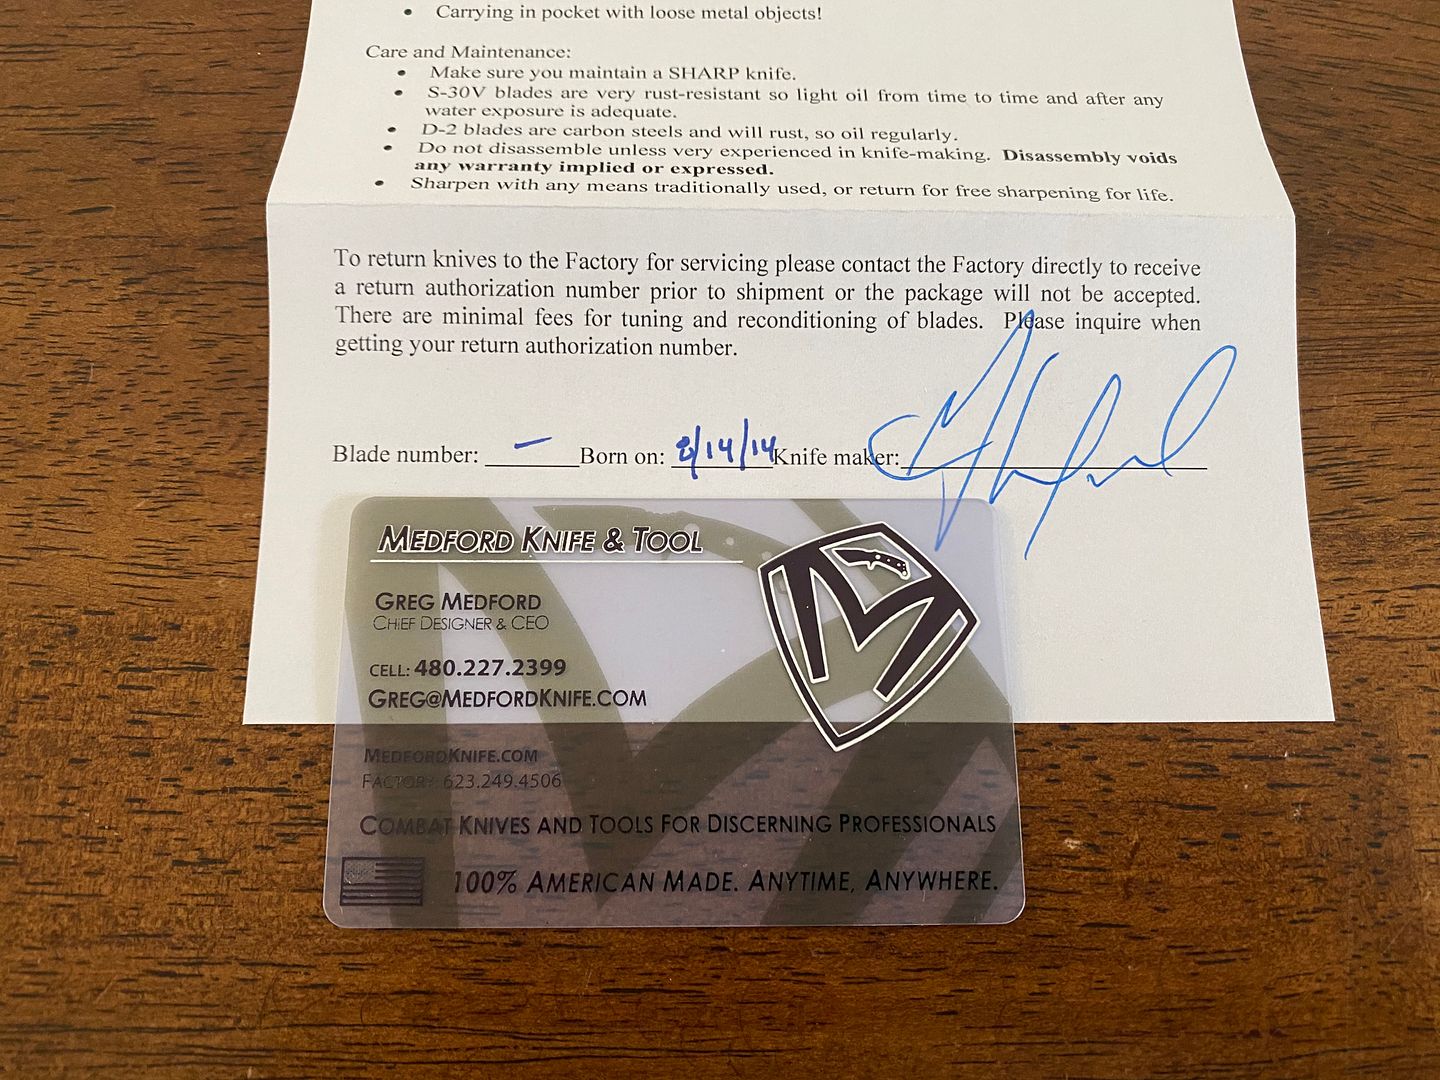 • Carrying in pocket with loose metal objects!
Care and Maintenance:
• Make sure you maintain a SHARP knife.
• S-30V blades are very rust-resistant so light oil from time to time and after any
water exposure is adequate.
• D-2 blades are carbon steels and will rust, so oil regularly.
• Do not disassemble unless very experienced in knife-making. Disassembly voids
any warranty implied or expressed.
• Sharpen with any means traditionally used, or return for free sharpening for life.
To return knives to the Factory for servicing please contact the Factory directly to receive
a return authorization number prior to shipment or the package will not be accepted.
There are minimal fees for tuning and reconditioning of blades. Please inquire when
getting your return authorization number.
Blade number: – Born on: 8/14/14 Knife maker:
MEDFORD KNIFE & TOOL
GREG MEDFORD
CHIEF DESIGNER & CEO
CELL: 480.227.2399
GREG@MEDFORDKNIFE.COM
MEDFORDKNIFE.COM
FACTORY: 623.249.4506
COMBAT KNIVES AND TOOLS FOR DISCERNING PROFESSIONALS
100% AMERICAN MADE. ANYTIME, ANYWHERE.